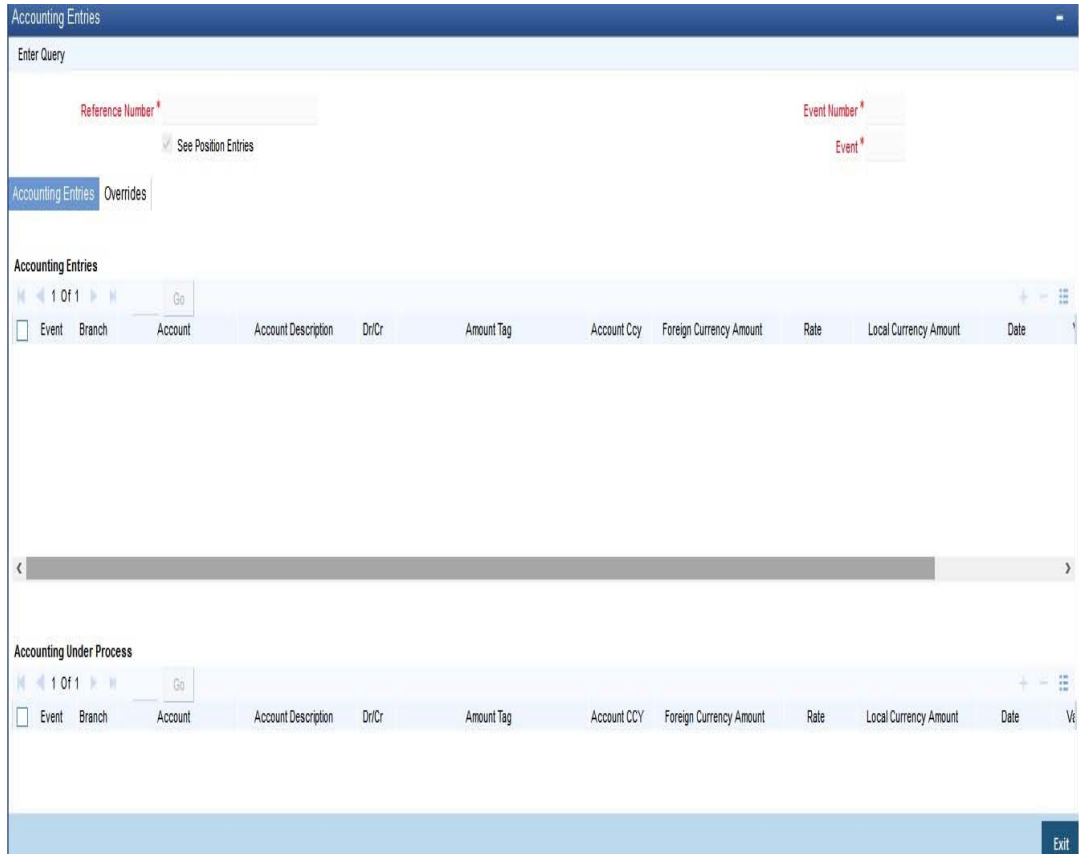 Accounting Entries
Enter Query
Reference Number *
Event Number *
See Position Entries
Event *
Accounting Entries Overrides
Accounting Entries
1 Of 1 Go
Event Branch Account Account Description Dr/Cr Amount Tag Account Ccy Foreign Currency Amount Rate Local Currency Amount Date
Accounting Under Process
1 Of 1 Go
Event Branch Account Account Description Dr/Cr Amount Tag Account CCY Foreign Currency Amount Rate Local Currency Amount Date
Exit